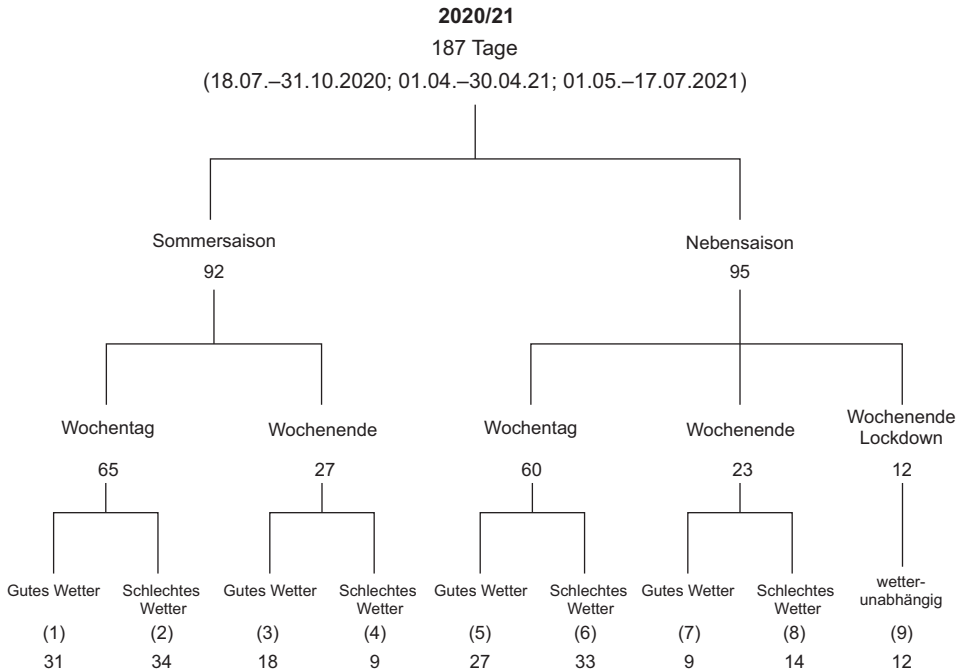 2020/21
187 Tage
(18.07.–31.10.2020; 01.04.–30.04.21; 01.05.–17.07.2021)
Sommersaison
92
Nebensaison
95
Wochentag
65
Wochenende
27
Wochentag
60
Wochenende
23
Wochenende
Lockdown
12
Gutes Wetter
(1)
31
Schlechtes
Wetter
(2)
34
Gutes Wetter
(3)
18
Schlechtes
Wetter
(4)
9
Gutes Wetter
(5)
27
Schlechtes
Wetter
(6)
33
Gutes Wetter
(7)
9
Schlechtes
Wetter
(8)
14
wetter-
unabhängig
(9)
12